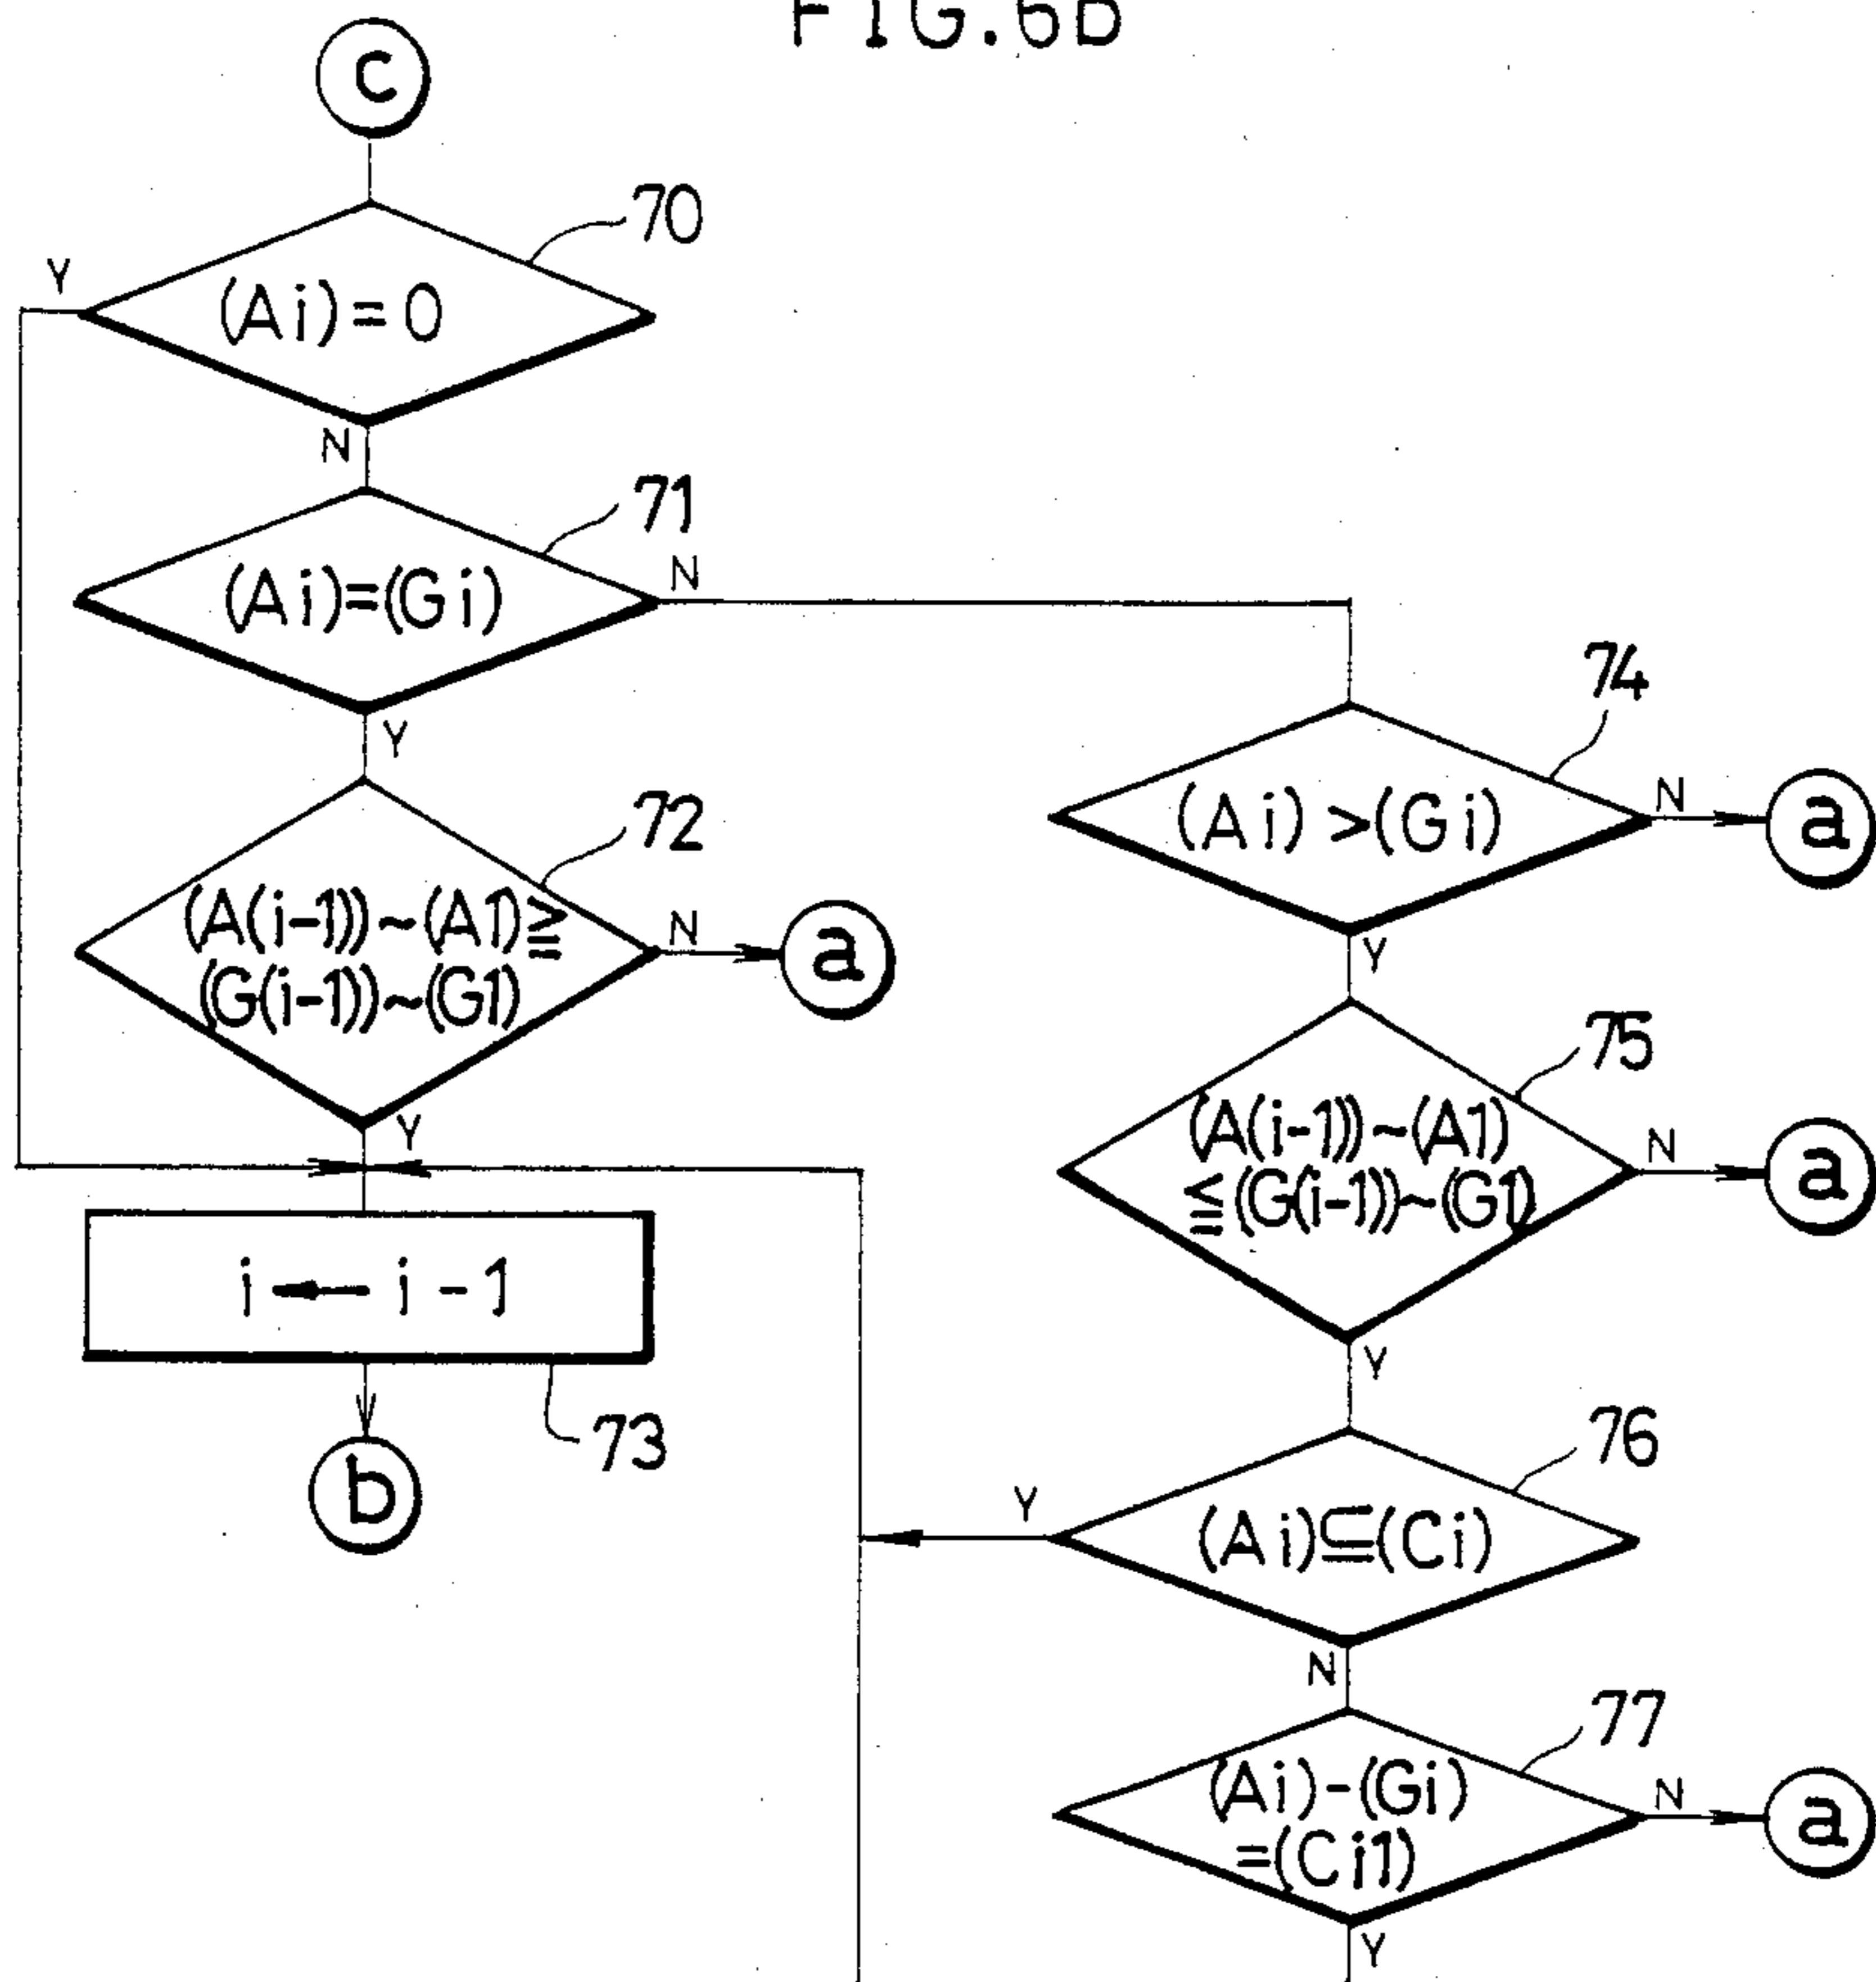 FIG.6B
C
70
Y
(Ai)=0
N
71
(Ai)=(Gi)
N
Y
72
(A(i-1))~(A1)≧
(G(i-1))~(G1)
N
a
Y
i ← i-1
73
b
74
(Ai)>(Gi)
N
a
Y
75
(A(i-1))~(A1)
≦(G(i-1))~(G1)
N
a
Y
76
Y
(Ai)⊆(Ci)
N
77
(Ai)-(Gi)
=(Ci1)
N
a
Y